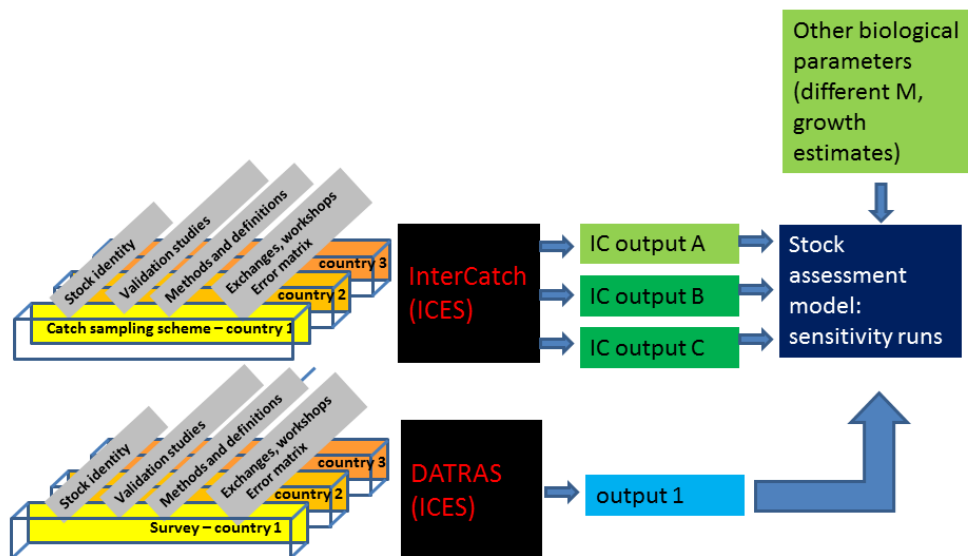 Other biological
parameters
(different M,
growth
estimates)
Stock identity
Validation studies
Methods and definitions
Exchanges, workshops
Error matrix
country 3
country 2
Catch sampling scheme – country 1
InterCatch
(ICES)
IC output A
IC output B
IC output C
Stock
assessment
model:
sensitivity runs
Stock identity
Validation studies
Methods and definitions
Exchanges, workshops
Error matrix
country 3
country 2
Survey – country 1
DATRAS
(ICES)
output 1